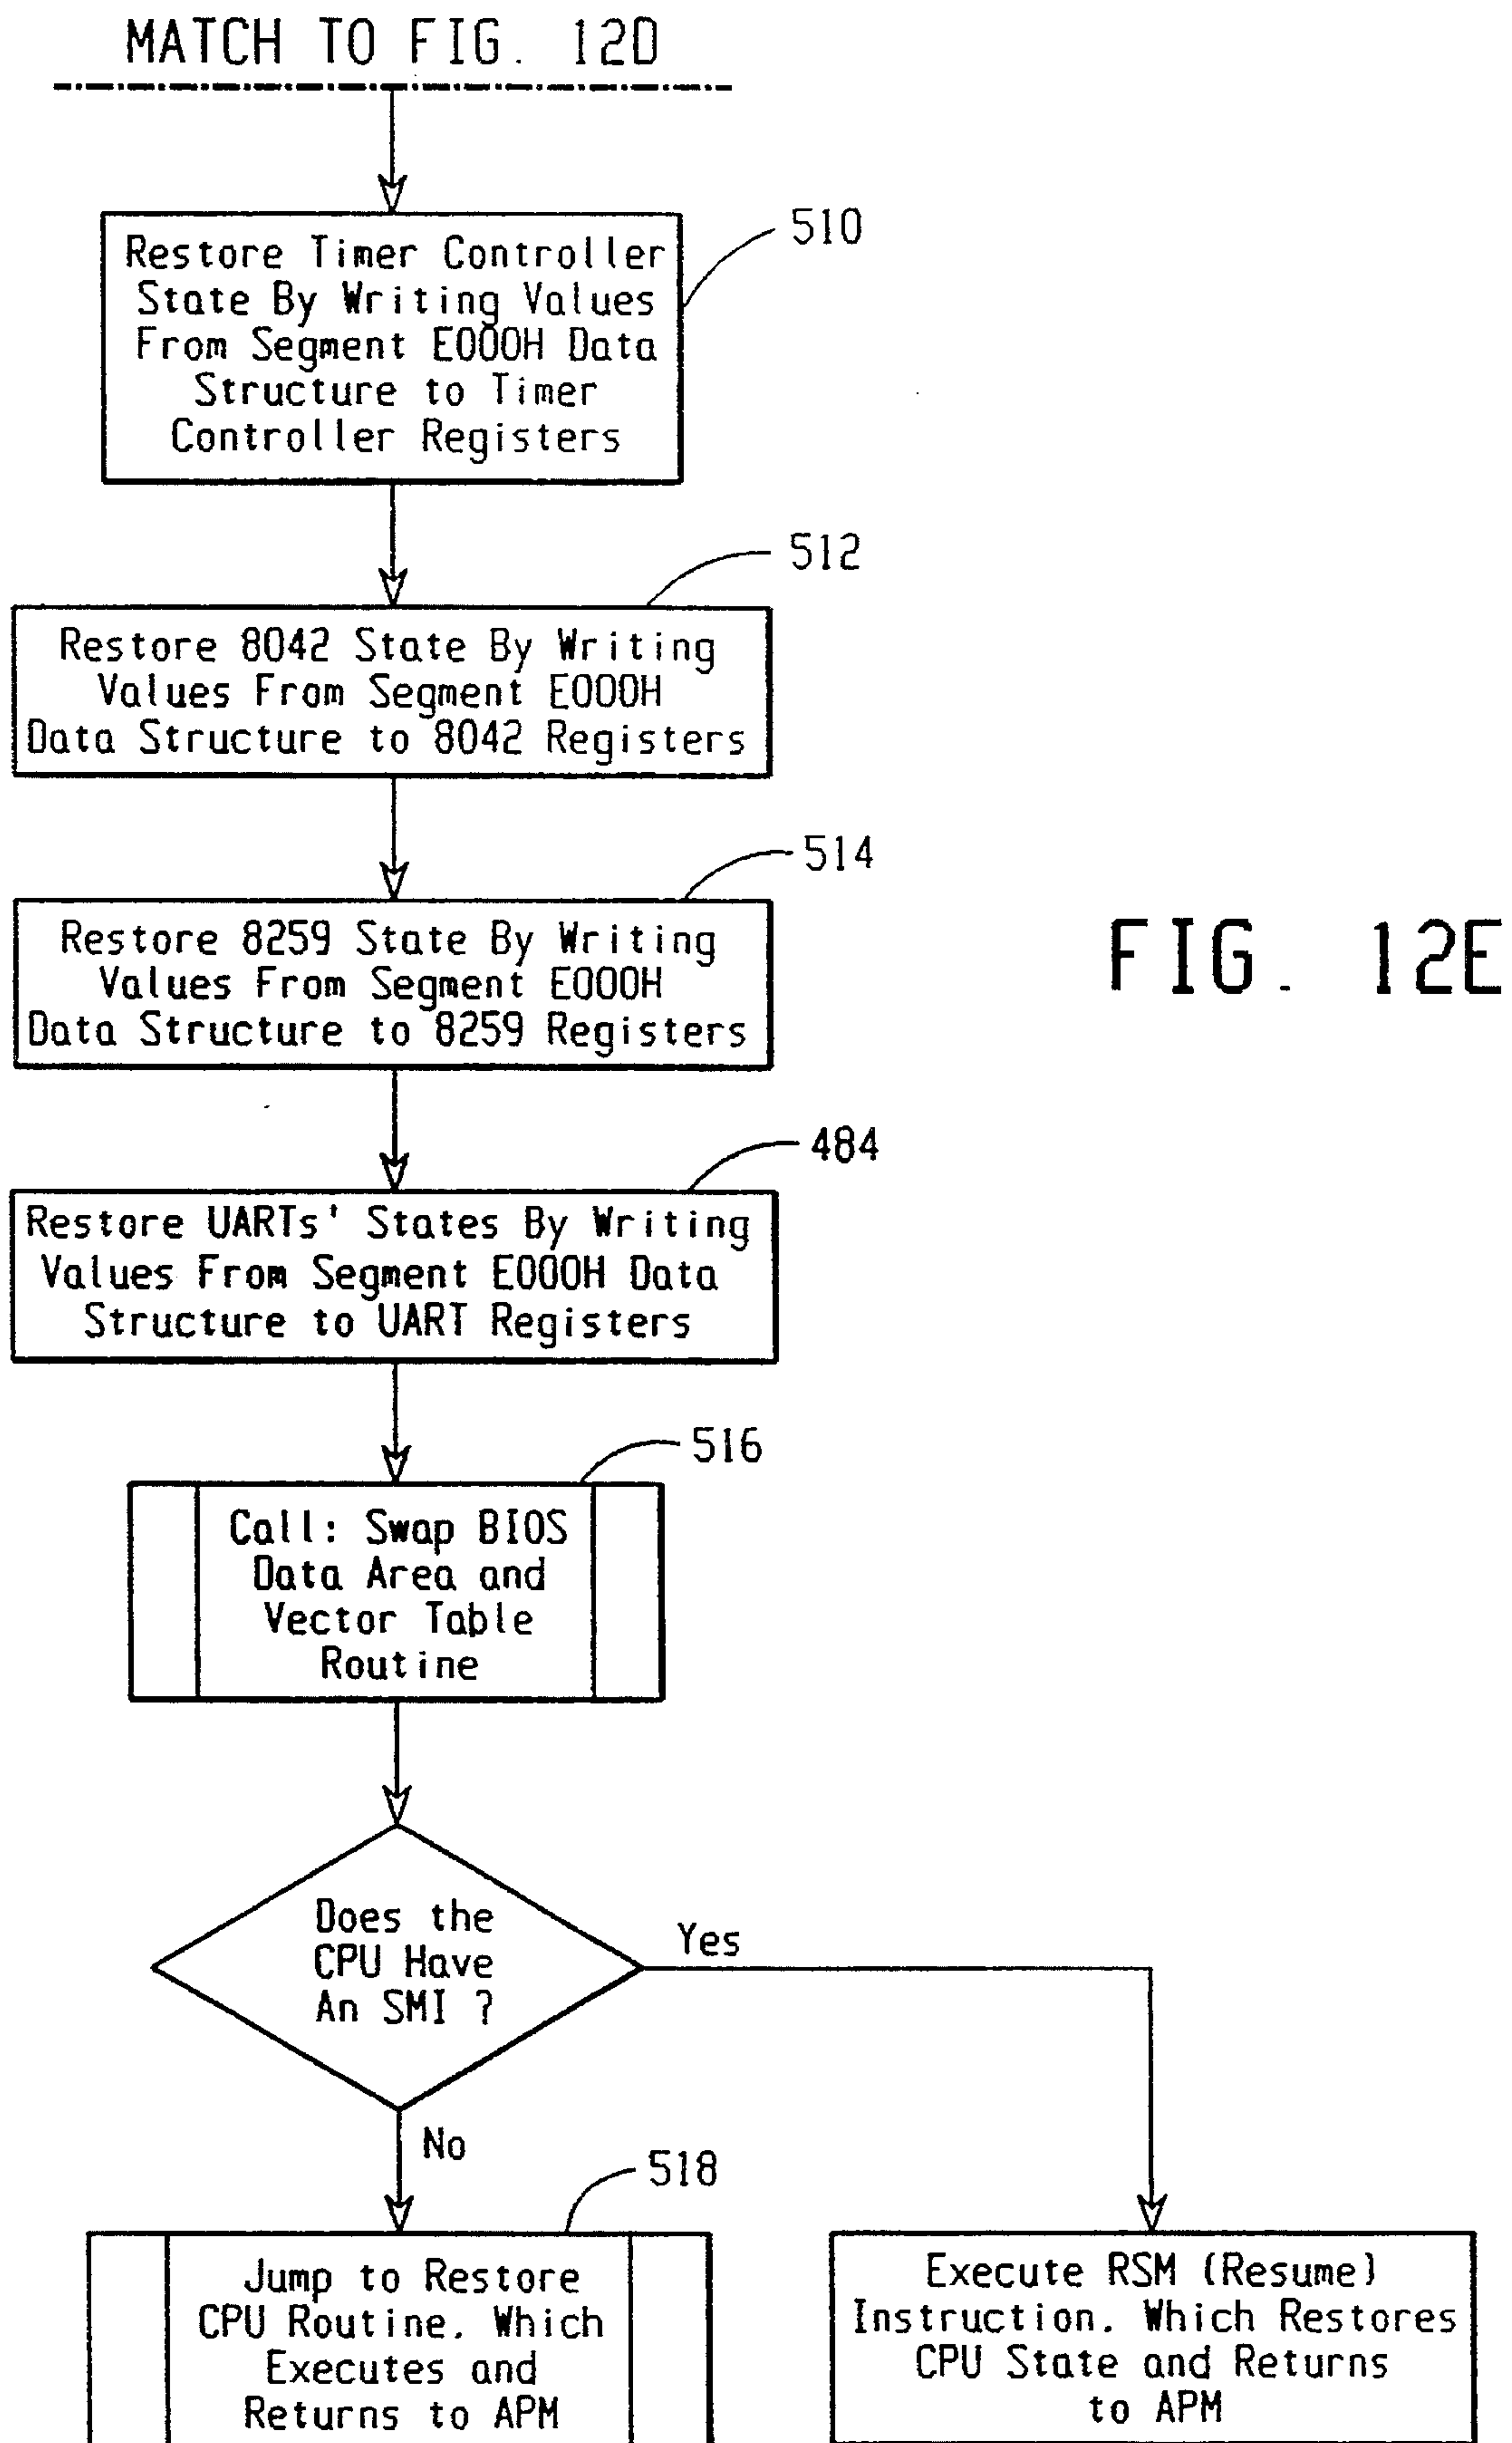 MATCH TO FIG. 12D
510
Restore Timer Controller
State By Writing Values
From Segment E000H Data
Structure to Timer
Controller Registers
512
Restore 8042 State By Writing
Values From Segment E000H
Data Structure to 8042 Registers
514
Restore 8259 State By Writing
Values From Segment E000H
Data Structure to 8259 Registers
FIG. 12E
484
Restore UARTs' States By Writing
Values From Segment E000H Data
Structure to UART Registers
516
Call: Swap BIOS
Data Area and
Vector Table
Routine
Does the
CPU Have
An SMI ?
Yes
No
518
Jump to Restore
CPU Routine. Which
Executes and
Returns to APM
Execute RSM (Resume)
Instruction. Which Restores
CPU State and Returns
to APM